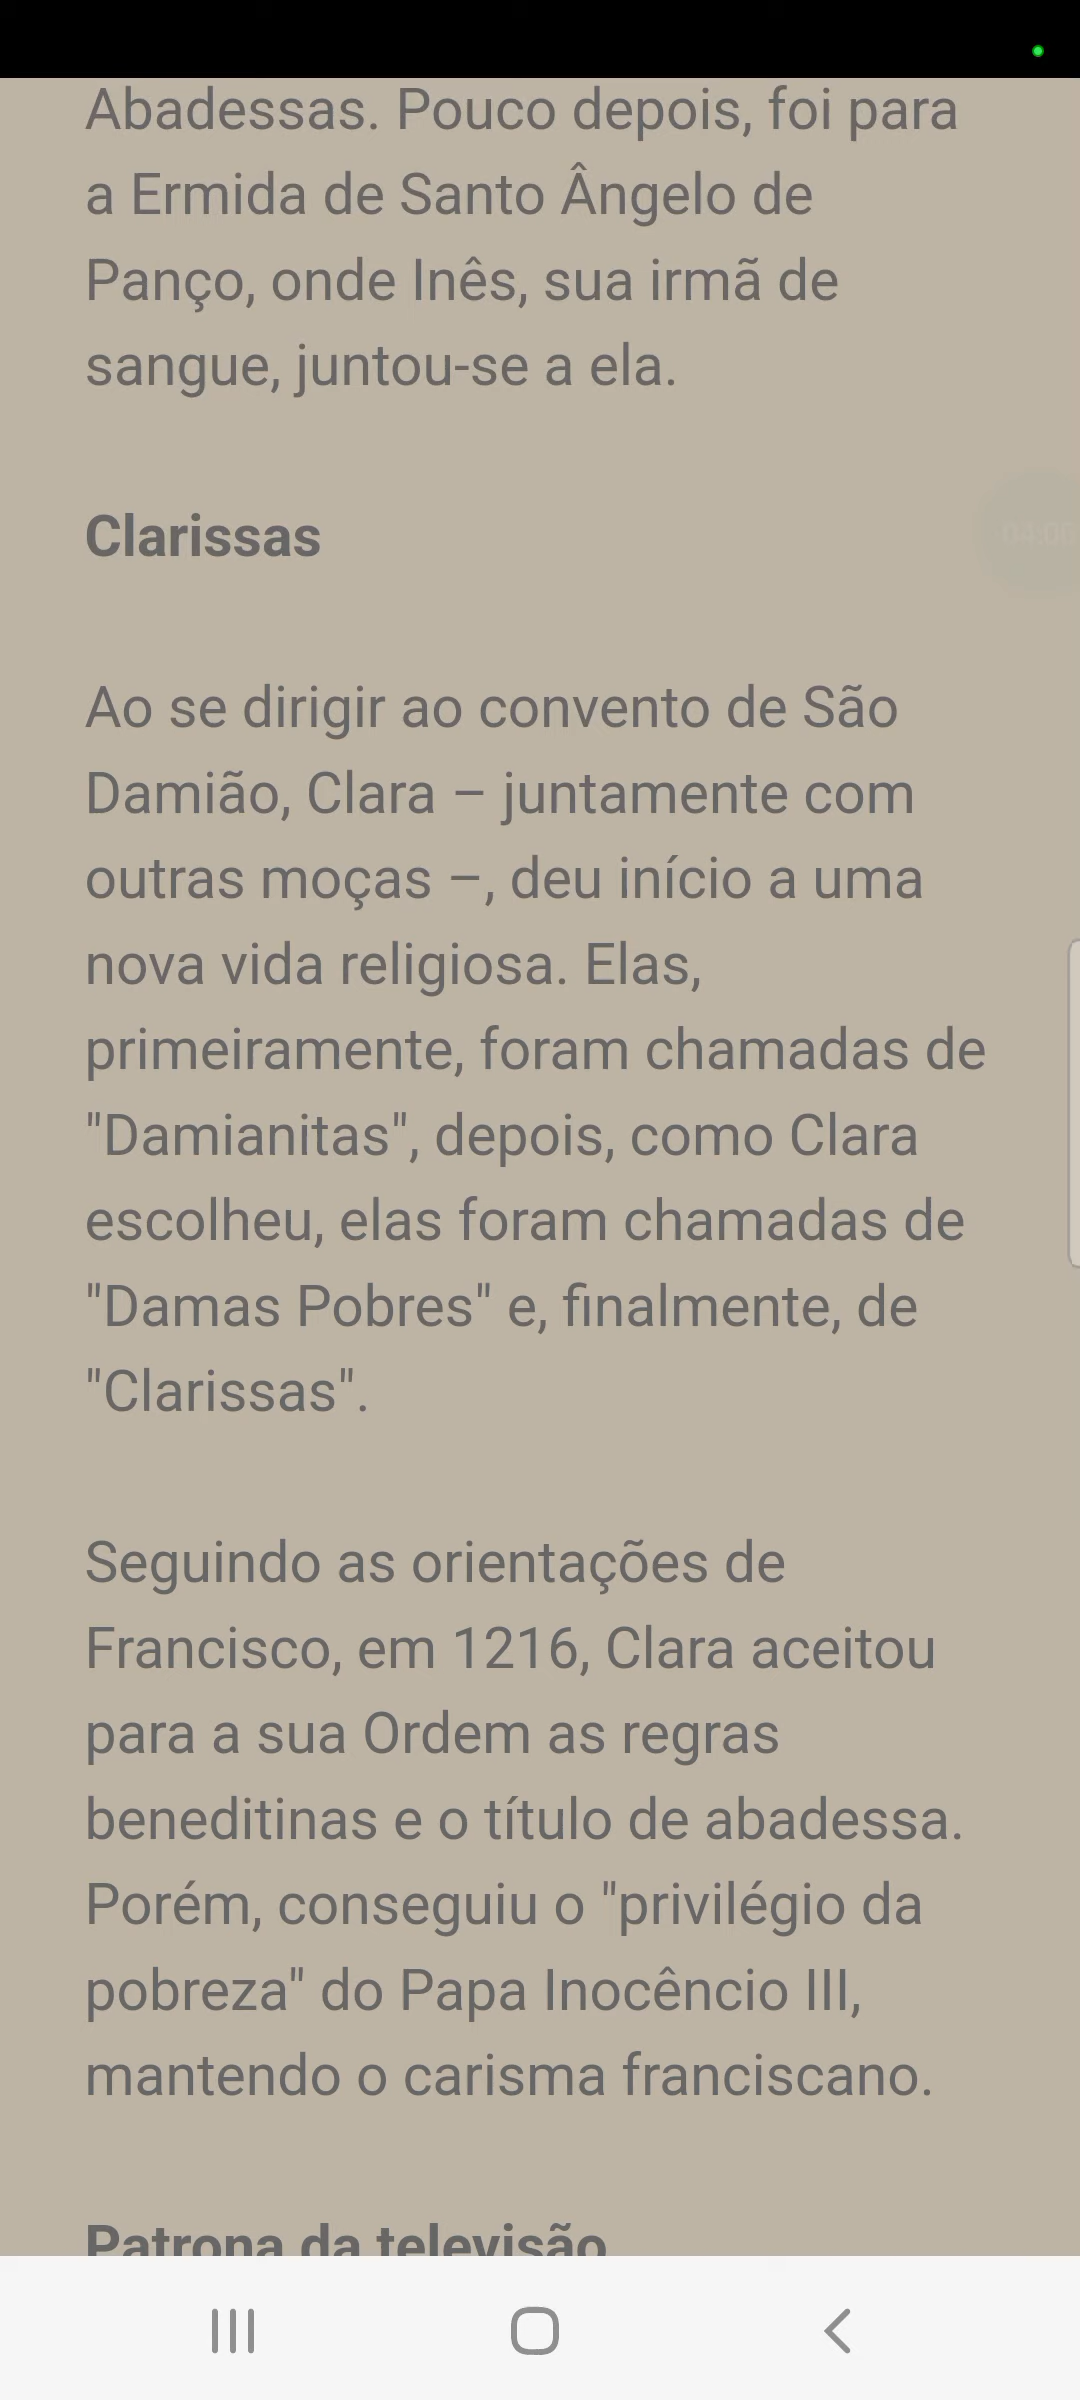 Abadessas. Pouco depois, foi para
a Ermida de Santo Ângelo de
Panço, onde Inês, sua irmã de
sangue, juntou-se a ela.
Clarissas
04:00
Ao se dirigir ao convento de São
Damião, Clara – juntamente com
outras moças –, deu início a uma
nova vida religiosa. Elas,
primeiramente, foram chamadas de
"Damianitas", depois, como Clara
escolheu, elas foram chamadas de
"Damas Pobres" e, finalmente, de
"Clarissas".
Seguindo as orientações de
Francisco, em 1216, Clara aceitou
para a sua Ordem as regras
beneditinas e o título de abadessa.
Porém, conseguiu o "privilégio da
pobreza" do Papa Inocêncio III,
mantendo o carisma franciscano.
Patrona da televisão